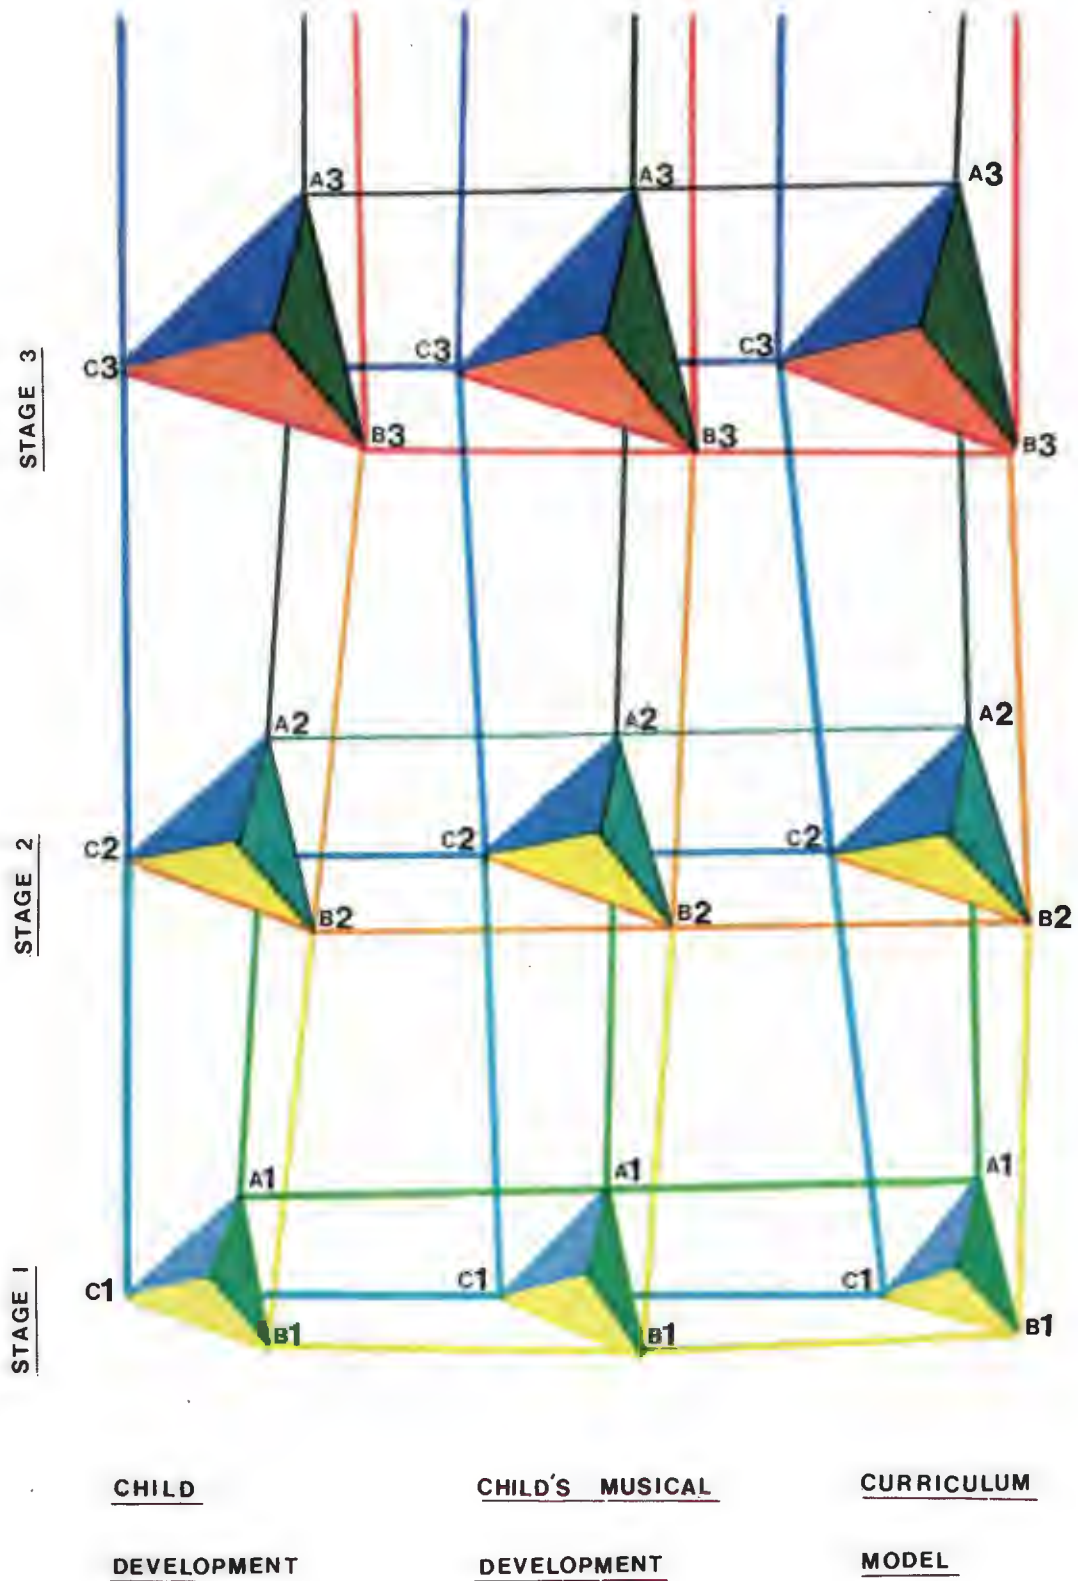 A3 A3 A3
C3 C3 C3
STAGE 3
B3 B3 B3
A2 A2 A2
C2 C2 C2
STAGE 2
B2 B2 B2
A1 A1 A1
C1 C1 C1
STAGE 1
B1 B1 B1
CHILD CHILD'S MUSICAL CURRICULUM
DEVELOPMENT DEVELOPMENT MODEL